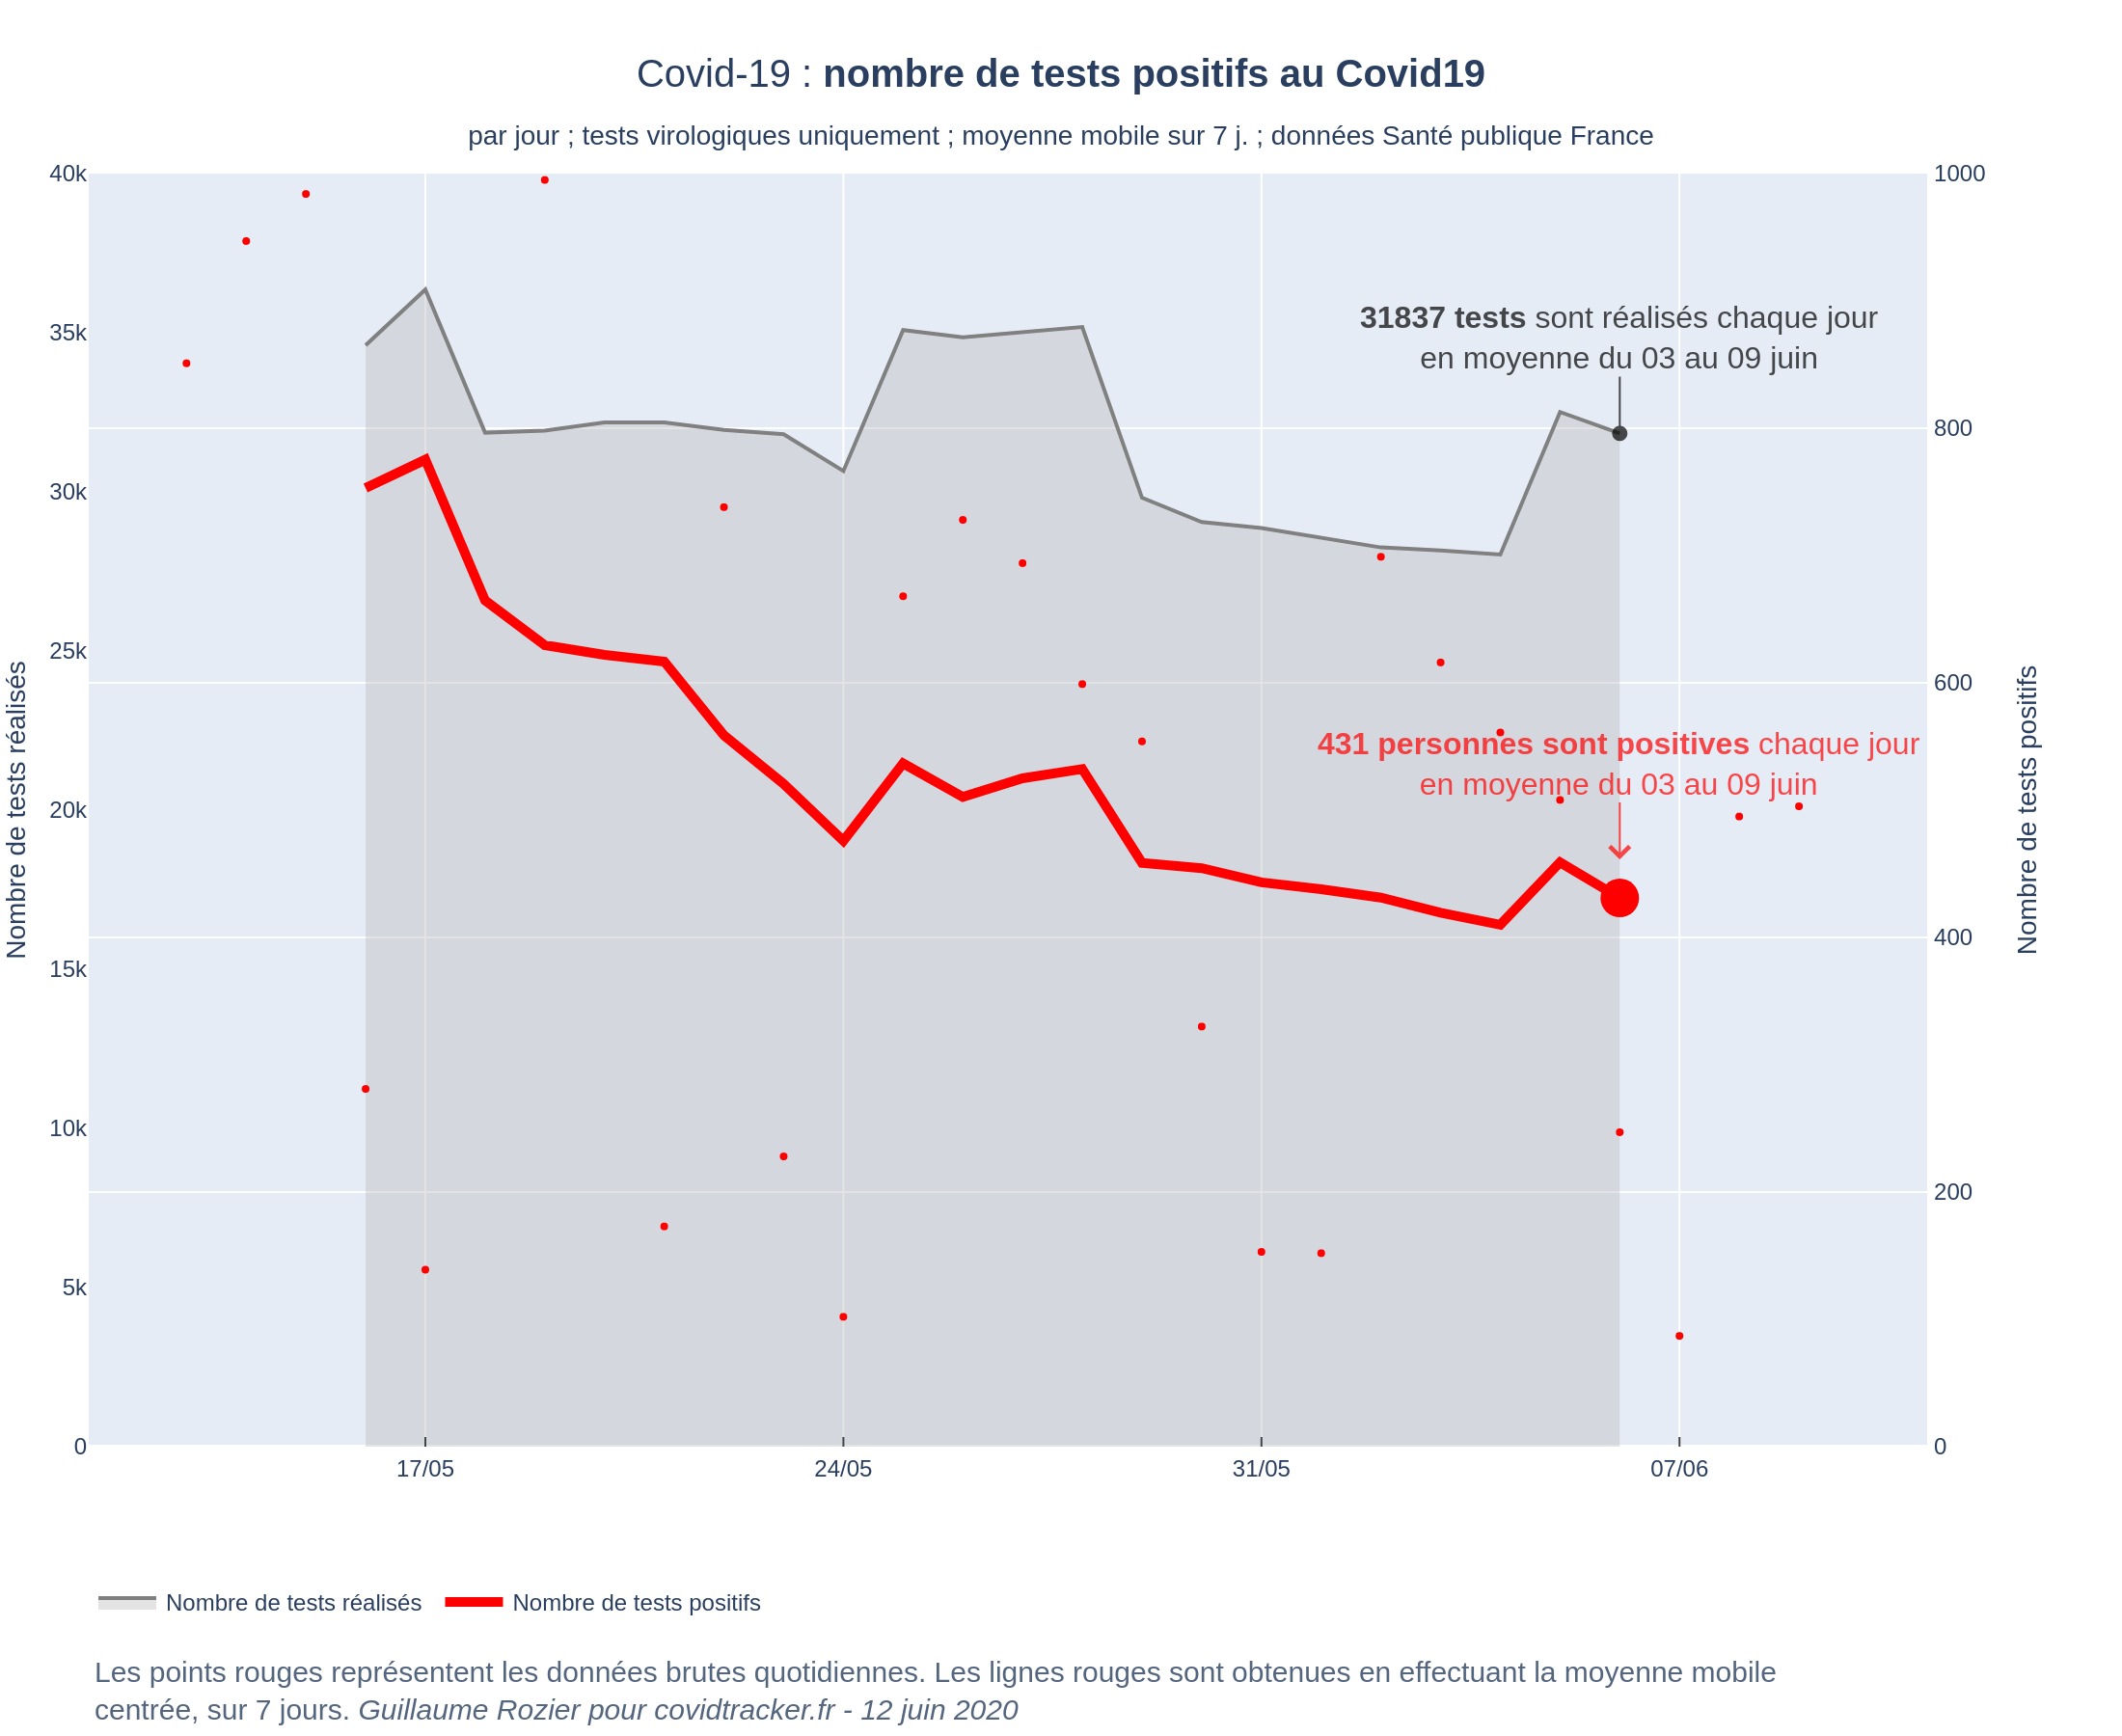 Covid-19 : nombre de tests positifs au Covid19
par jour ; tests virologiques uniquement ; moyenne mobile sur 7 j. ; données Santé publique France
40k
35k
30k
25k
20k
15k
10k
5k
0
Nombre de tests réalisés
1000
800
600
400
200
0
Nombre de tests positifs
31837 tests sont réalisés chaque jour
en moyenne du 03 au 09 juin
431 personnes sont positives chaque jour
en moyenne du 03 au 09 juin
17/05
24/05
31/05
07/06
Nombre de tests réalisés
Nombre de tests positifs
Les points rouges représentent les données brutes quotidiennes. Les lignes rouges sont obtenues en effectuant la moyenne mobile
centrée, sur 7 jours. Guillaume Rozier pour covidtracker.fr - 12 juin 2020